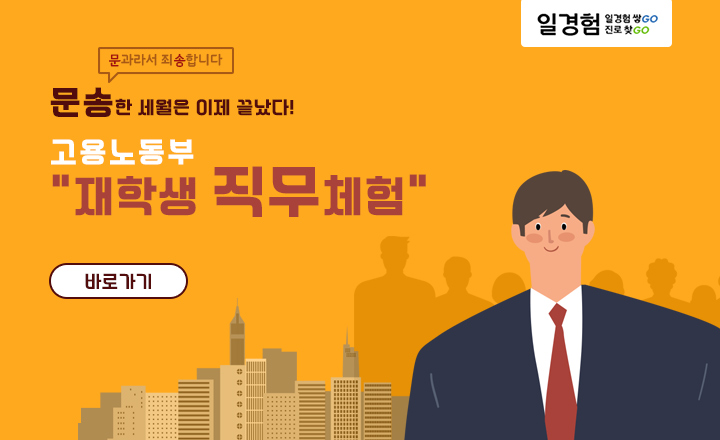 일경험 일경험 쌓GO
진로 찾GO
문과라서 죄송합니다
문송한 세월은 이제 끝났다!
고용노동부
"재학생 직무체험"
바로가기